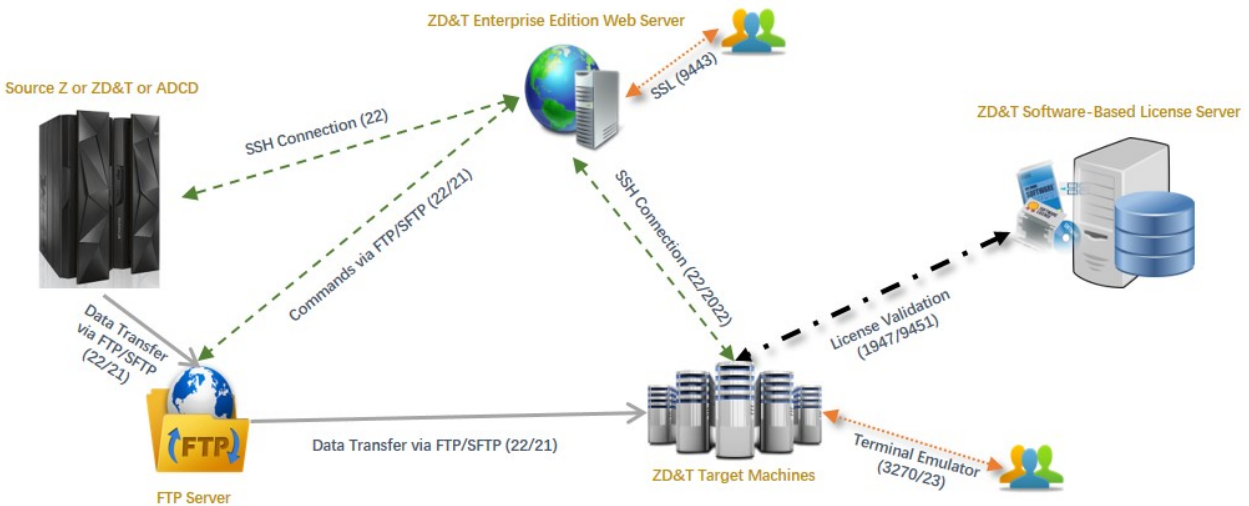 ZD&T Enterprise Edition Web Server
SSL (9443)
Source Z or ZD&T or ADCD
SSH Connection (22)
ZD&T Software-Based License Server
SOFTWARE
Commands via FTP/SFTP (22/21)
SSH Connection (22/2022)
License Validation
(1947/9451)
Data Transfer
via FTP/SFTP
(22/21)
FTP
Data Transfer via FTP/SFTP (22/21)
Terminal Emulator
(3270/23)
ZD&T Target Machines
FTP Server